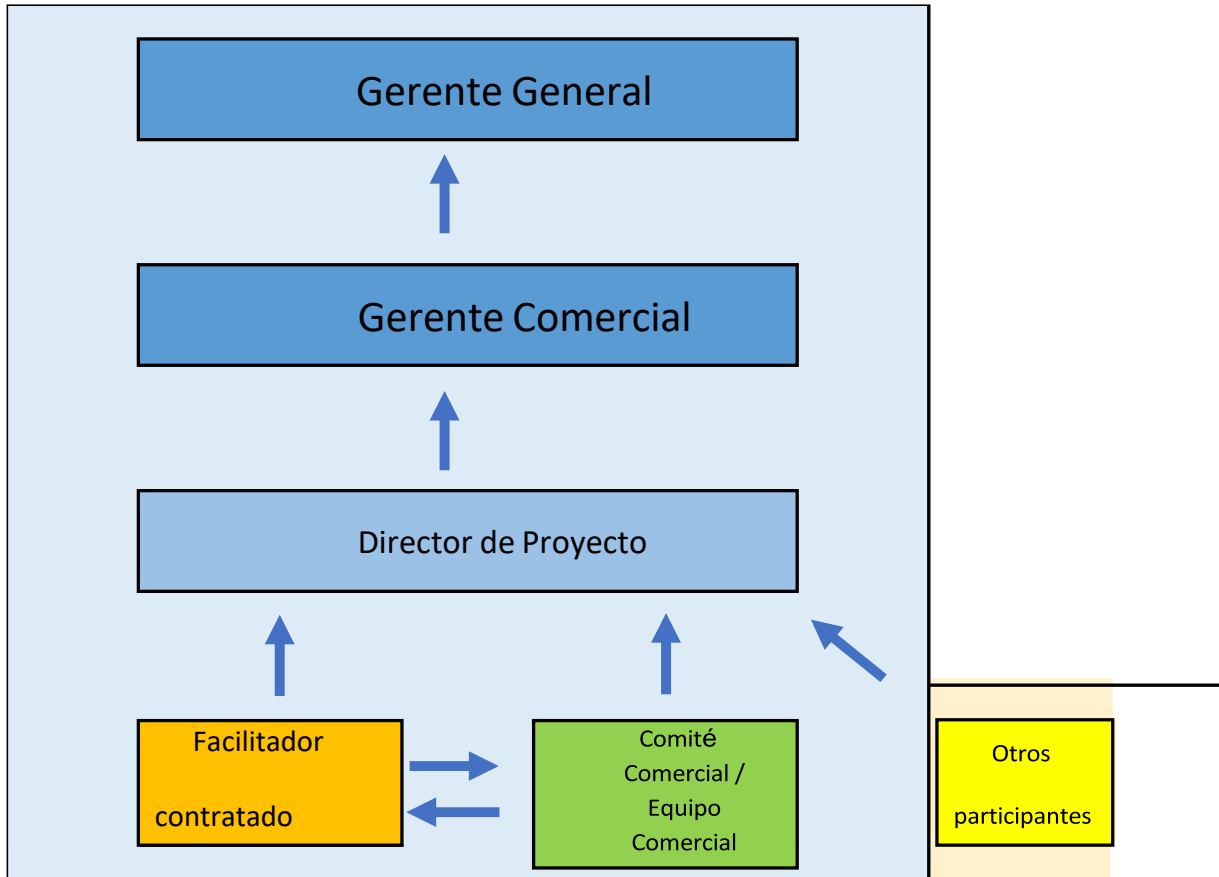 Gerente General
Gerente Comercial
Director de Proyecto
Facilitador
contratado
Comité
Comercial /
Equipo
Comercial
Otros
participantes